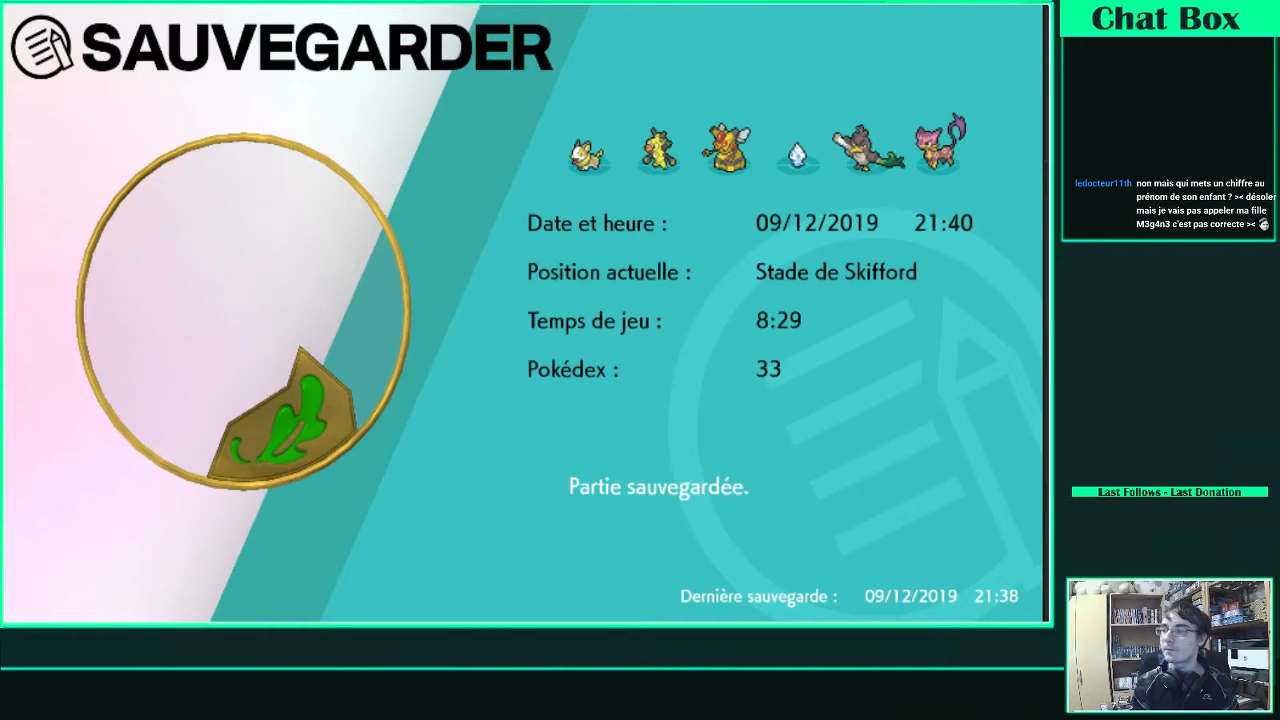 SAUVEGARDER
Date et heure : 09/12/2019 21:40
Position actuelle : Stade de Skifford
Temps de jeu : 8:29
Pokédex : 33
Partie sauvegardée.
Dernière sauvegarde : 09/12/2019 21:38
Chat Box
ledocteur11th non mais qui mets un chiffre au
prénom de son enfant ? >< désoler
mais je vais pas appeler ma fille
M3g4n3 c'est pas correcte ><
Last Follows - Last Donation